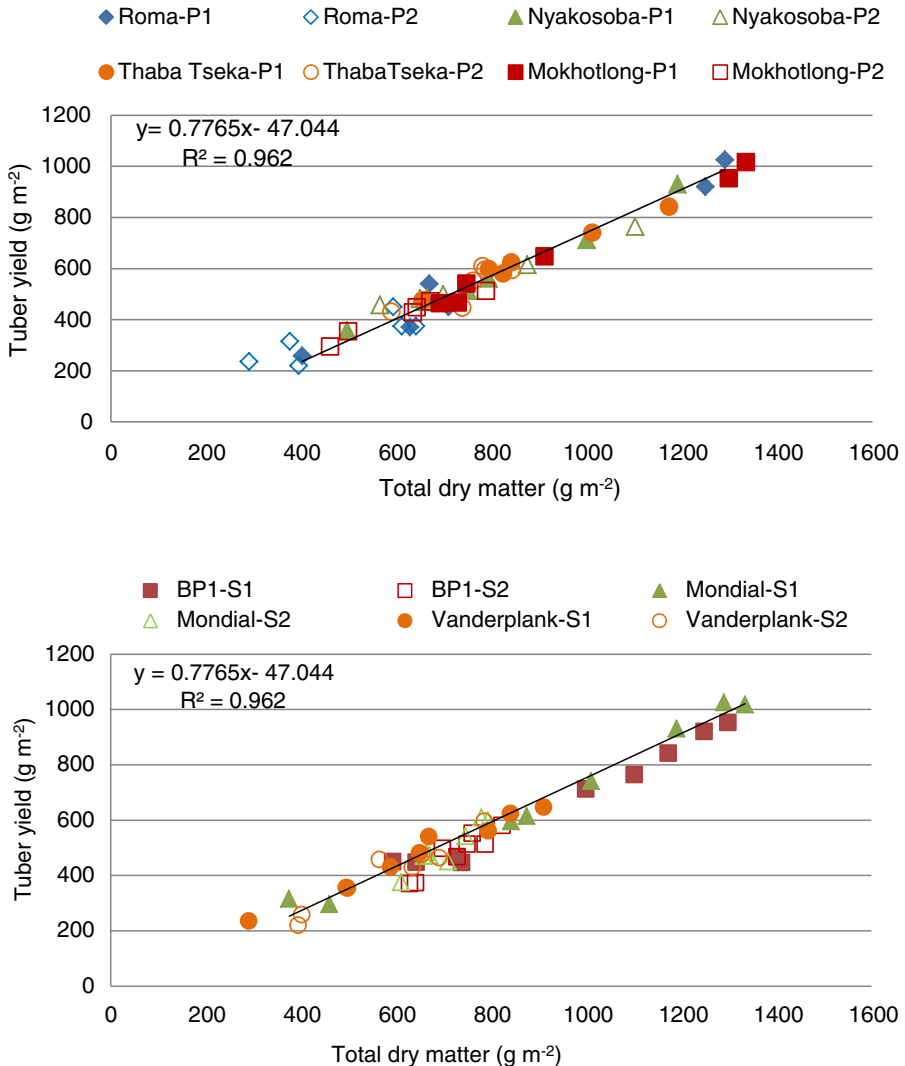 Roma-P1 Roma-P2 Nyakosoba-P1 Nyakosoba-P2
Thaba Tseka-P1 ThabaTseka-P2 Mokhotlong-P1 Mokhotlong-P2
y= 0.7765x- 47.044
R² = 0.962
1200
1000
800
600
400
200
0
Tuber yield (g m⁻²)
0 200 400 600 800 1000 1200 1400 1600
Total dry matter (g m⁻²)
BP1-S1 BP1-S2 Mondial-S1
Mondial-S2 Vanderplank-S1 Vanderplank-S2
y = 0.7765x- 47.044
R² = 0.962
1200
1000
800
600
400
200
0
Tuber yield (g m⁻²)
0 200 400 600 800 1000 1200 1400 1600
Total dry matter (g m⁻²)